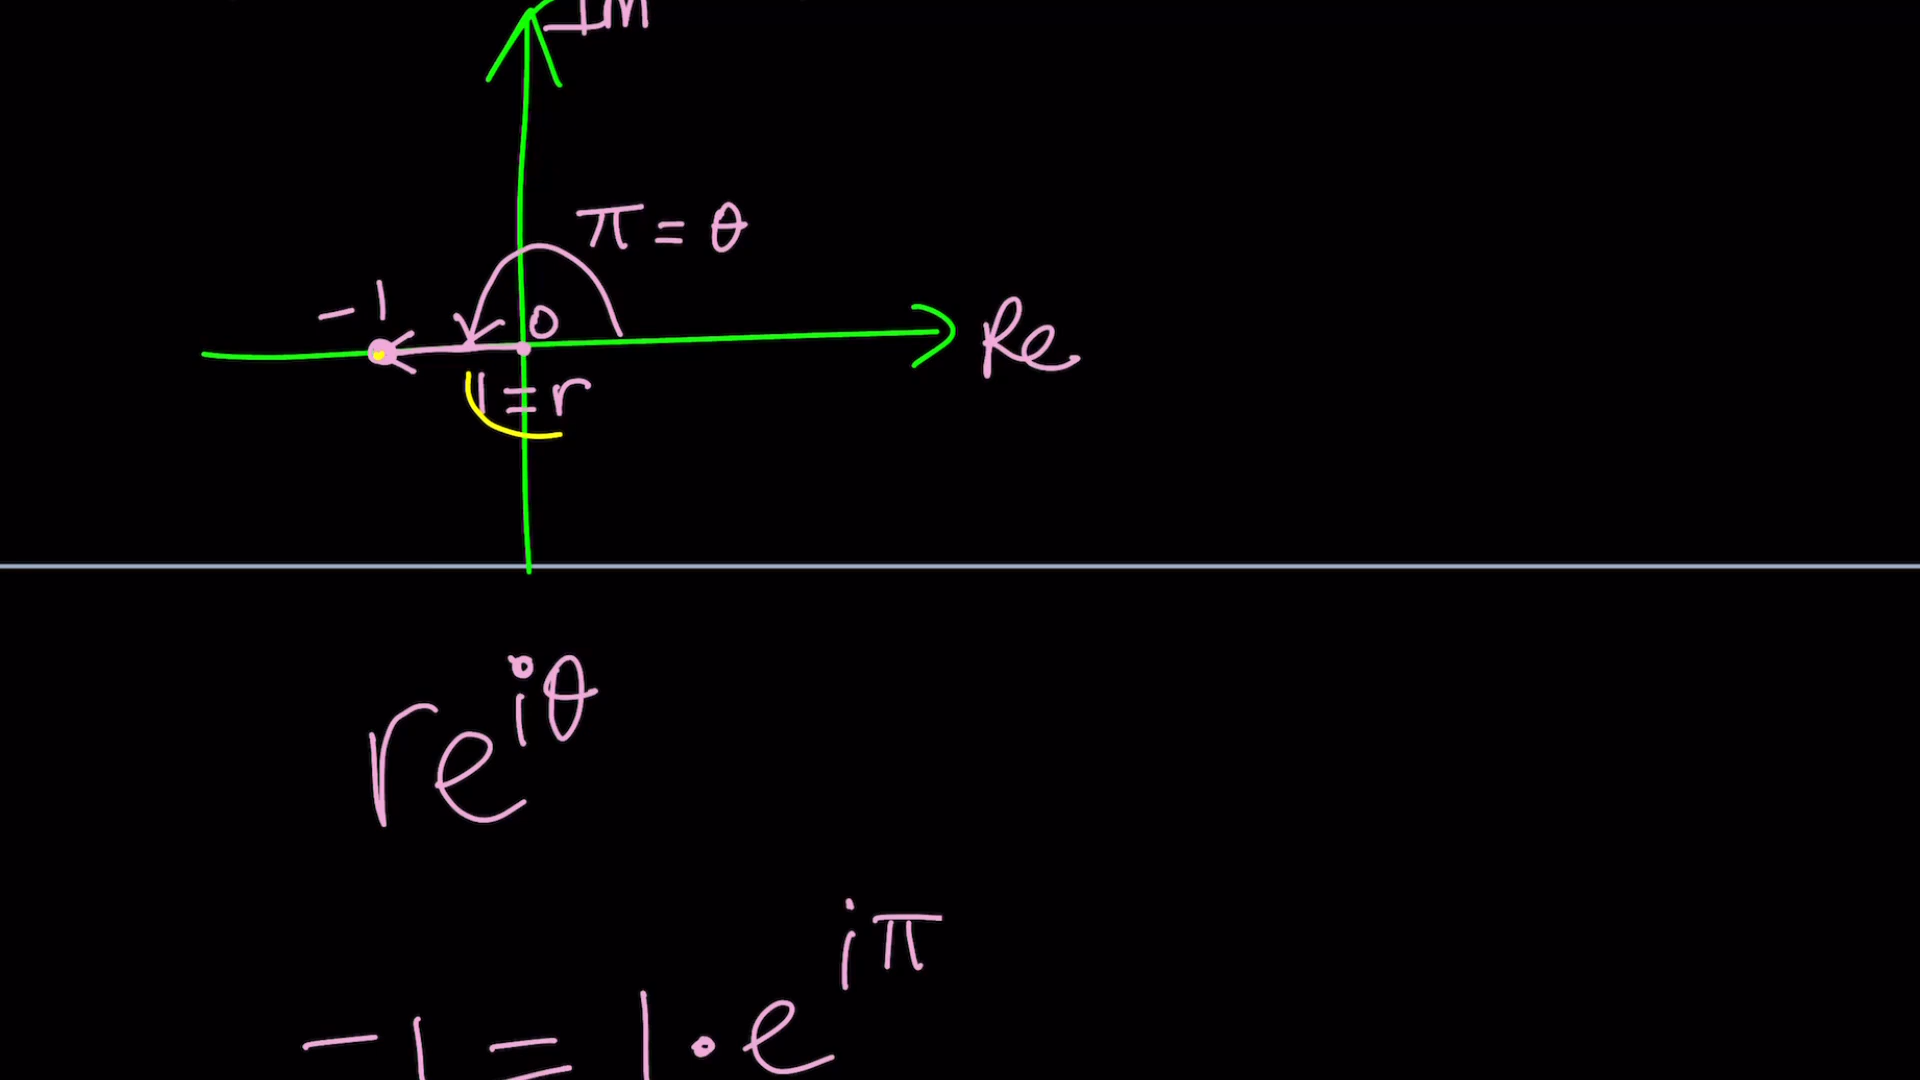 Im
π = θ
-1
0
Re
1 = r
re^{iθ}
-1 = 1 · e^{iπ}